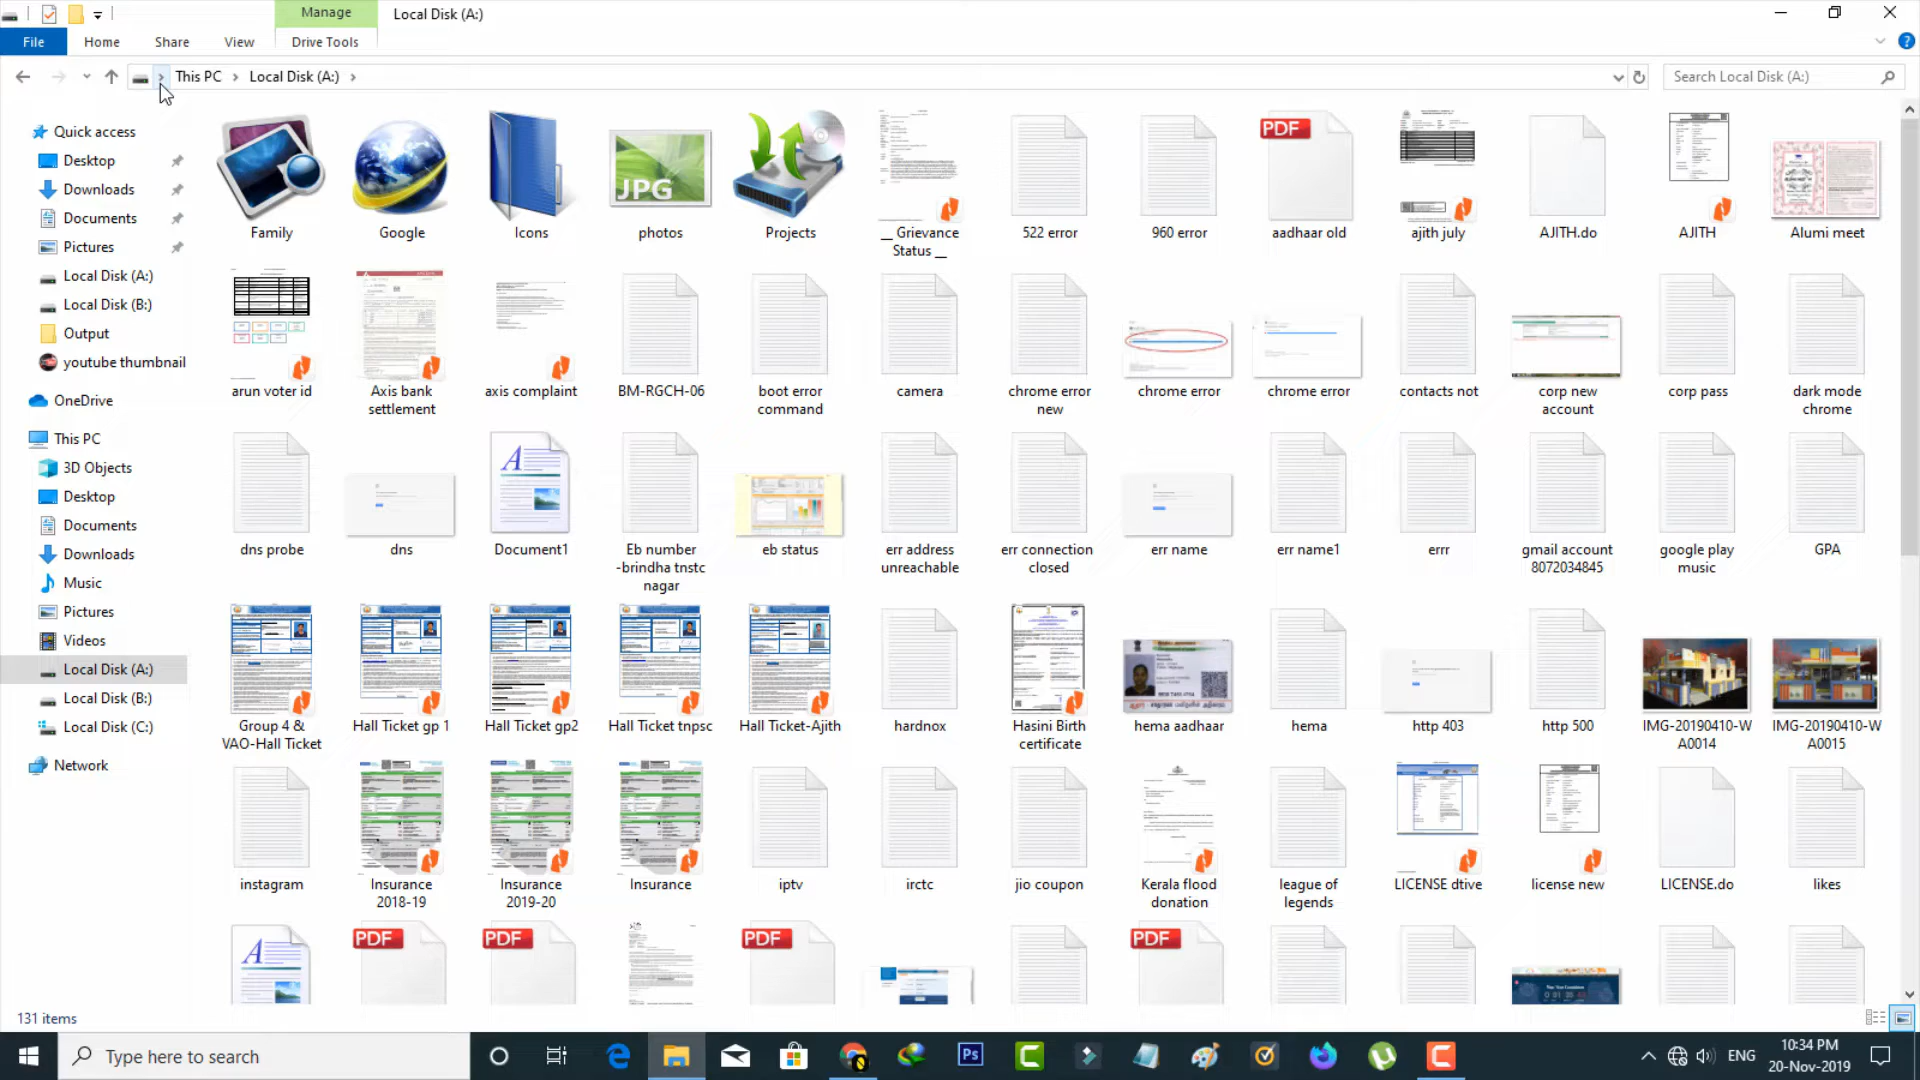 Manage
Local Disk (A:)
File
Home
Share
View
Drive Tools
This PC
Local Disk (A:)
Search Local Disk (A:)
Quick access
Desktop
Downloads
Documents
Pictures
Local Disk (A:)
Local Disk (B:)
Output
youtube thumbnail
OneDrive
This PC
3D Objects
Desktop
Documents
Downloads
Music
Pictures
Videos
Local Disk (A:)
Local Disk (B:)
Local Disk (C:)
Network
Family
Google
Icons
JPG
photos
Projects
__ Grievance
Status __
522 error
960 error
PDF
aadhaar old
ajith july
AJITH.do
AJITH
Alumi meet
arun voter id
Axis bank
settlement
axis complaint
BM-RGCH-06
boot error
command
camera
chrome error
new
chrome error
chrome error
contacts not
corp new
account
corp pass
dark mode
chrome
dns probe
dns
A
Document1
Eb number
-brindha tnstc
nagar
eb status
err address
unreachable
err connection
closed
err name
err name1
errr
gmail account
8072034845
google play
music
GPA
Group 4 &
VAO-Hall Ticket
Hall Ticket gp 1
Hall Ticket gp2
Hall Ticket tnpsc
Hall Ticket-Ajith
hardnox
Hasini Birth
certificate
hema aadhaar
hema
http 403
http 500
IMG-20190410-W
A0014
IMG-20190410-W
A0015
instagram
Insurance
2018-19
Insurance
2019-20
Insurance
iptv
irctc
jio coupon
Kerala flood
donation
league of
legends
LICENSE dtive
license new
LICENSE.do
likes
A
PDF
PDF
PDF
PDF
131 items
Type here to search
Ps
ENG
10:34 PM
20-Nov-2019